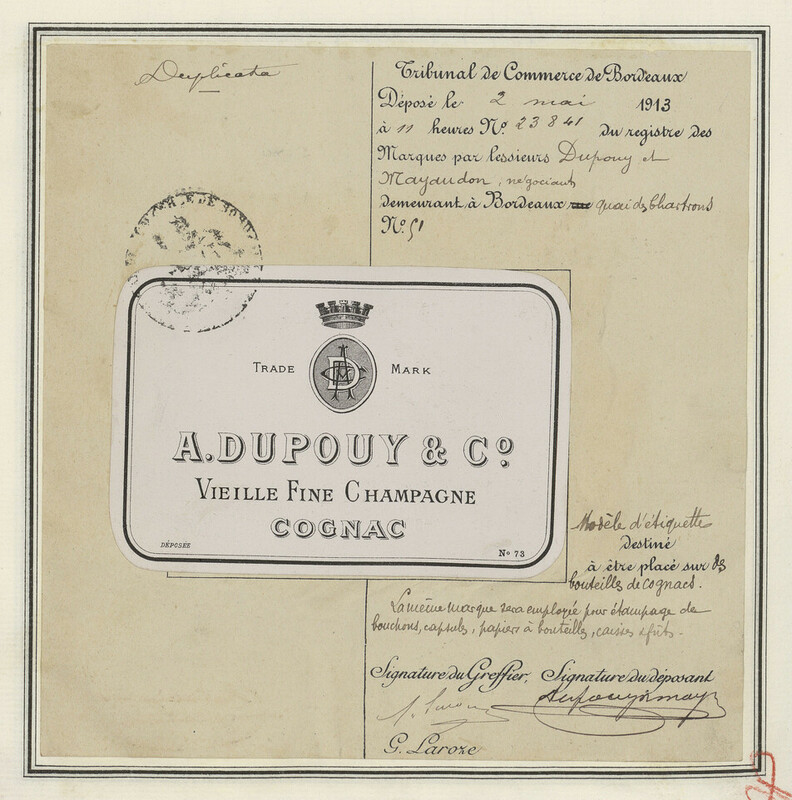 Duplicata
Tribunal de Commerce de Bordeaux
Déposé le 2 mai 1913
à 11 heures No. 23841 du registre des
Marques par lessieurs Dupouy et
Mayaudon, négociants
demeurant à Bordeaux rue quai des Chartrons
No. 51
TRADE MARK
A. DUPOUY & Co
VIEILLE FINE CHAMPAGNE
COGNAC
DÉPOSÉE No 73
Modèle d'étiquette
destiné
à être placé sur des
bouteilles de cognacs.
La même marque sera employée pour étampage de
bouchons, capsules, papiers à bouteilles, caisses & fûts.
Signature du Greffier, Signature du déposant
G. Laroze